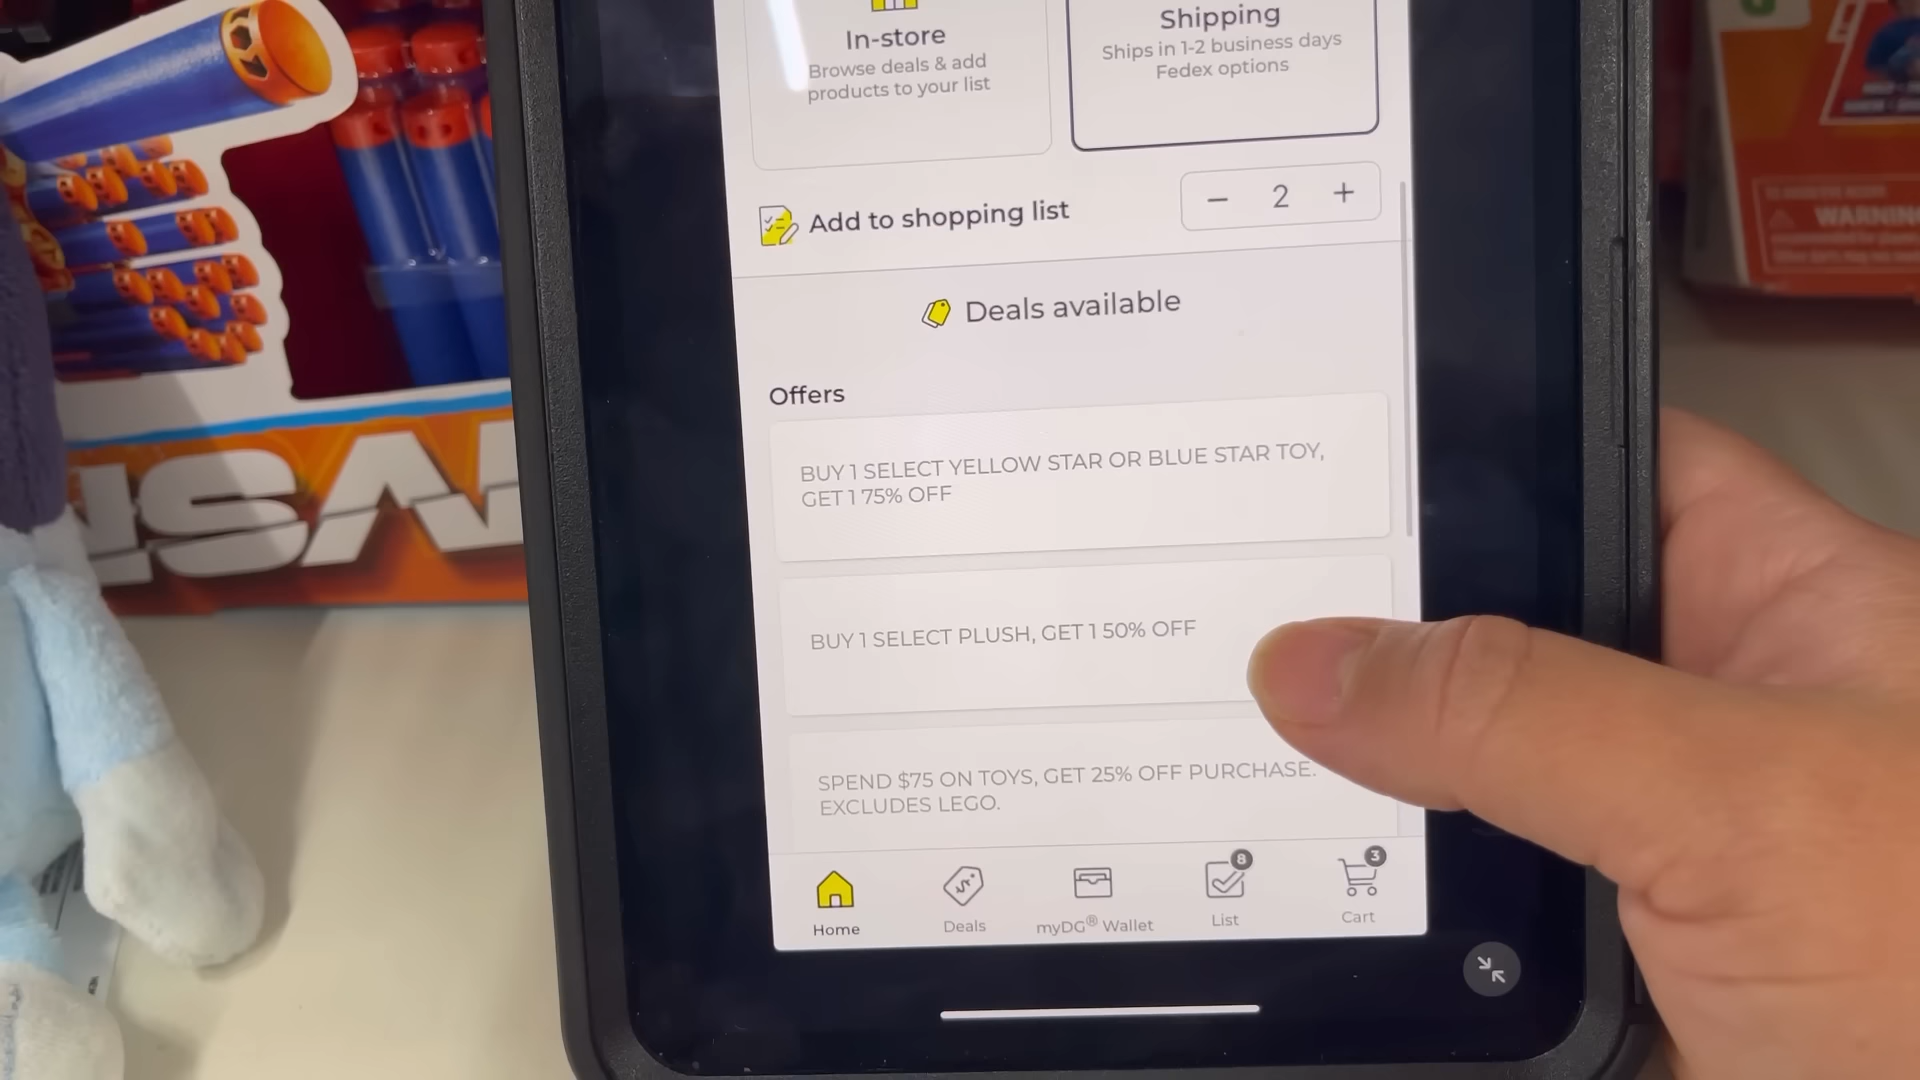 In-store
Browse deals & add
products to your list
Shipping
Ships in 1-2 business days
Fedex options
Add to shopping list
− 2 +
Deals available
Offers
BUY 1 SELECT YELLOW STAR OR BLUE STAR TOY,
GET 1 75% OFF
BUY 1 SELECT PLUSH, GET 1 50% OFF
SPEND $75 ON TOYS, GET 25% OFF PURCHASE.
EXCLUDES LEGO.
8
3
Home
Deals
myDG® Wallet
List
Cart
WARNING